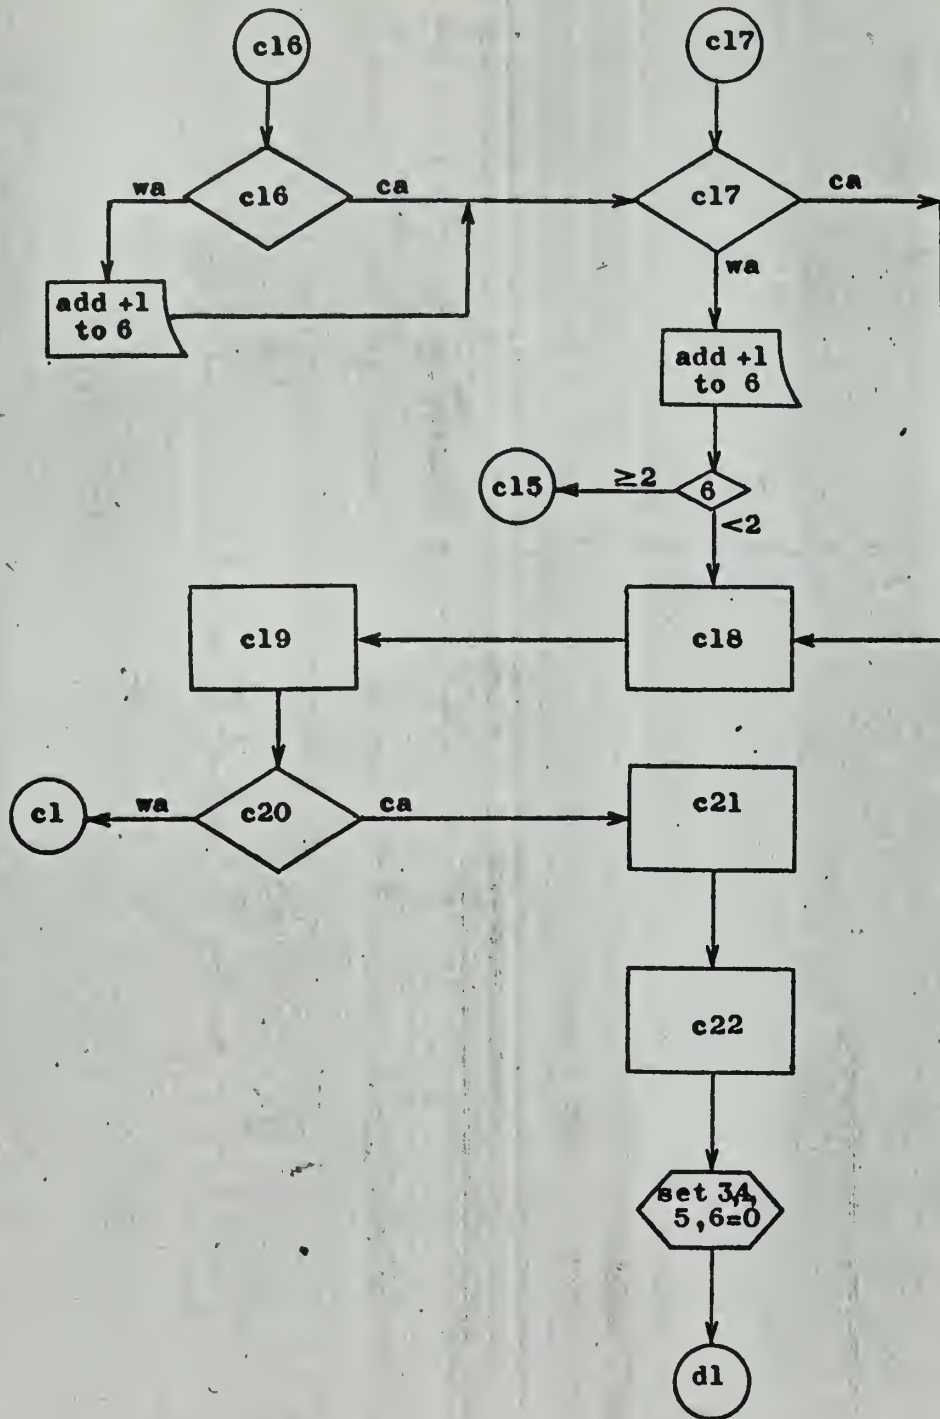 c16
c17
wa
c16
ca
c17
ca
wa
add +1
to 6
add +1
to 6
c15
≥2
6
<2
c19
c18
c1
wa
c20
ca
c21
c22
set 3,4,
5,6=0
d1